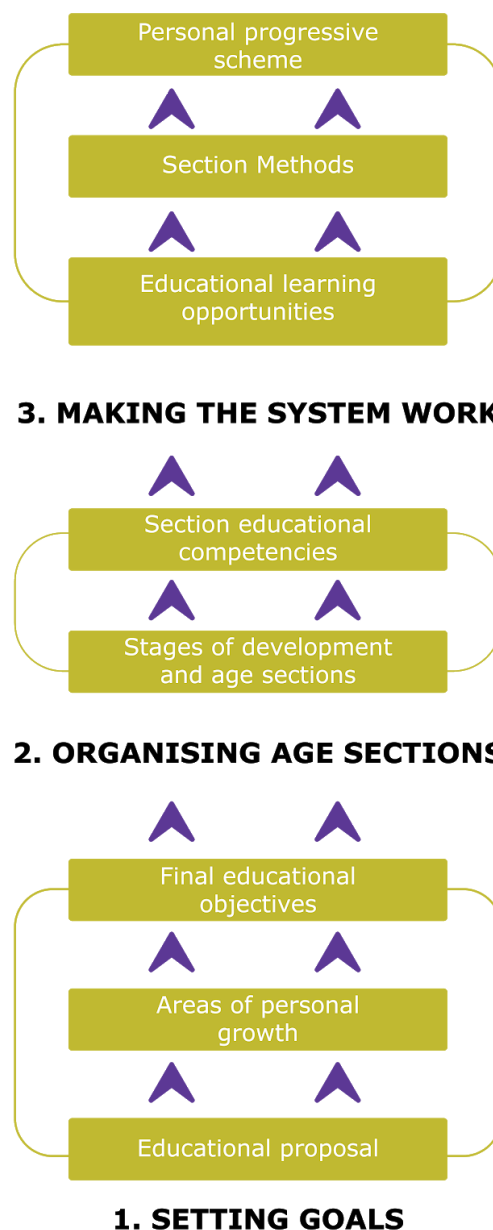 Personal progressive
scheme
Section Methods
Educational learning
opportunities
3. MAKING THE SYSTEM WORK
Section educational
competencies
Stages of development
and age sections
2. ORGANISING AGE SECTIONS
Final educational
objectives
Areas of personal
growth
Educational proposal
1. SETTING GOALS